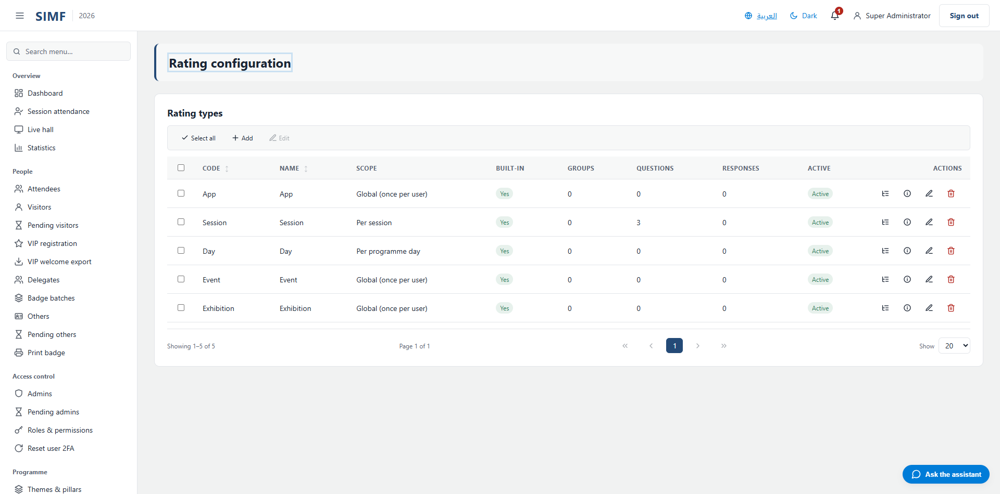 SIMF 2026
العربية Dark 1 Super Administrator Sign out
Search menu...
Overview
Dashboard
Session attendance
Live hall
Statistics
People
Attendees
Visitors
Pending visitors
VIP registration
VIP welcome export
Delegates
Badge batches
Others
Pending others
Print badge
Access control
Admins
Pending admins
Roles & permissions
Reset user 2FA
Programme
Themes & pillars
Rating configuration
Rating types
Select all Add Edit
CODE NAME SCOPE BUILT-IN GROUPS QUESTIONS RESPONSES ACTIVE ACTIONS
App App Global (once per user) Yes 0 0 0 Active
Session Session Per session Yes 0 3 0 Active
Day Day Per programme day Yes 0 0 0 Active
Event Event Global (once per user) Yes 0 0 0 Active
Exhibition Exhibition Global (once per user) Yes 0 0 0 Active
Showing 1–5 of 5 Page 1 of 1 « ‹ 1 › » Show 20
Ask the assistant